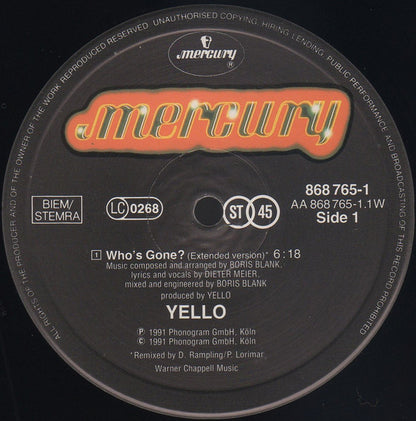 ALL RIGHTS OF THE PRODUCER AND OF THE OWNER OF THE WORK REPRODUCED RESERVED. UNAUTHORISED COPYING, HIRING, LENDING, PUBLIC PERFORMANCE AND BROADCASTING OF THIS RECORD PROHIBITED
mercury ®
mercury
BIEM/
STEMRA
LC 0268
ST 45
868 765-1
AA 868 765-1.1W
Side 1
1 Who's Gone? (Extended version)* 6:18
Music composed and arranged by BORIS BLANK,
lyrics and vocals by DIETER MEIER,
mixed and engineered by BORIS BLANK
produced by YELLO
YELLO
℗ 1991 Phonogram GmbH, Köln
© 1991 Phonogram GmbH, Köln
*Remixed by D. Rampling/P. Lorimar
Warner Chappell Music